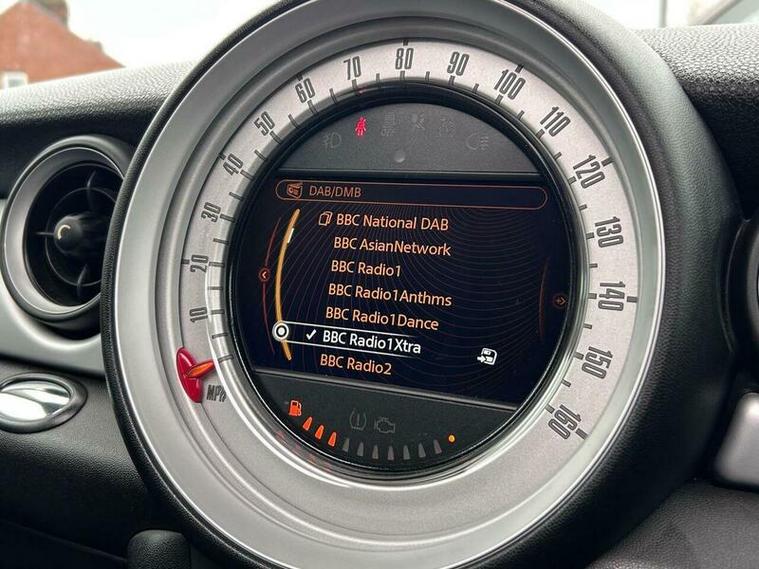 10
20
30
40
50
60
70
80
90
100
110
120
130
140
150
160
MPH
DAB/DMB
BBC National DAB
BBC AsianNetwork
BBC Radio1
BBC Radio1Anthms
BBC Radio1Dance
BBC Radio1Xtra
BBC Radio2